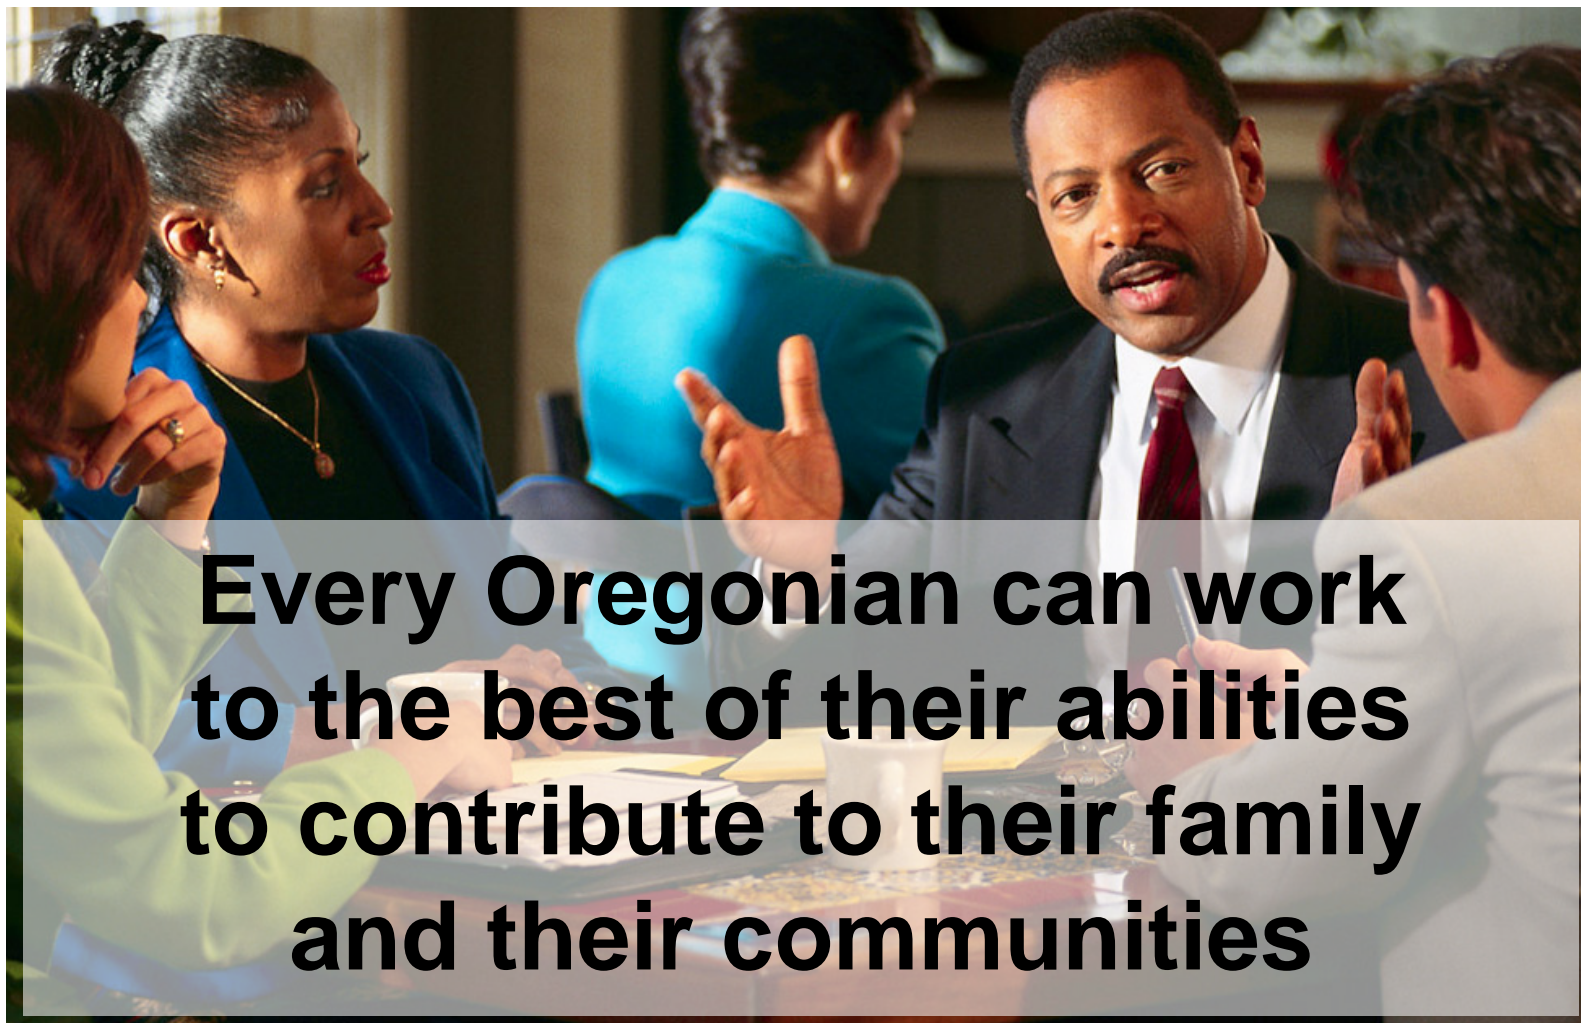 Every Oregonian can work
to the best of their abilities
to contribute to their family
and their communities